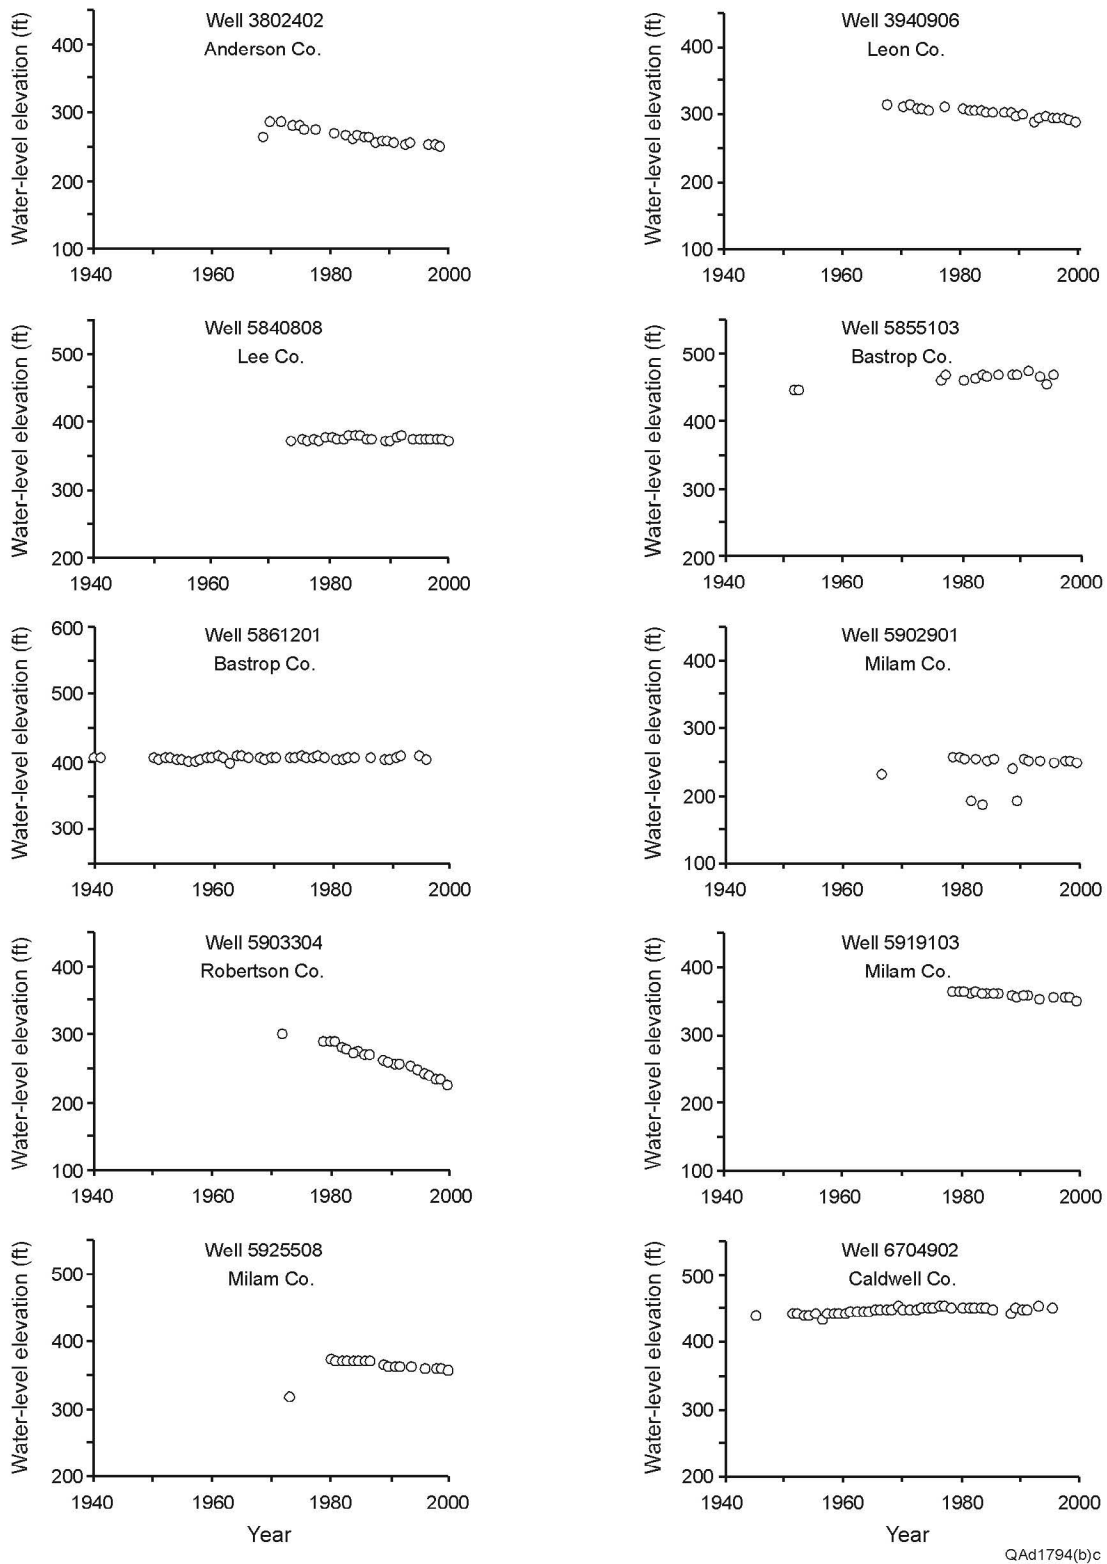 Well 3802402
Anderson Co.
Water-level elevation (ft)
400
300
200
100
1940 1960 1980 2000
Well 3940906
Leon Co.
Water-level elevation (ft)
400
300
200
100
1940 1960 1980 2000
Well 5840808
Lee Co.
Water-level elevation (ft)
500
400
300
200
1940 1960 1980 2000
Well 5855103
Bastrop Co.
Water-level elevation (ft)
500
400
300
200
1940 1960 1980 2000
Well 5861201
Bastrop Co.
Water-level elevation (ft)
600
500
400
300
1940 1960 1980 2000
Well 5902901
Milam Co.
Water-level elevation (ft)
400
300
200
100
1940 1960 1980 2000
Well 5903304
Robertson Co.
Water-level elevation (ft)
400
300
200
100
1940 1960 1980 2000
Well 5919103
Milam Co.
Water-level elevation (ft)
400
300
200
100
1940 1960 1980 2000
Well 5925508
Milam Co.
Water-level elevation (ft)
500
400
300
200
1940 1960 1980 2000
Year
Well 6704902
Caldwell Co.
Water-level elevation (ft)
500
400
300
200
1940 1960 1980 2000
Year
QAd1794(b)c